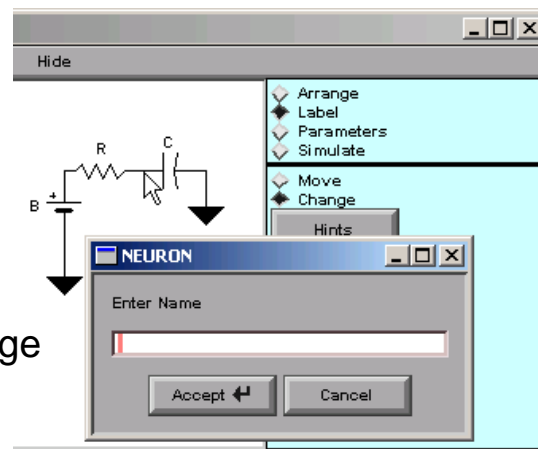 Hide
Arrange
Label
Parameters
Simulate
R
C
B
+
Move
Change
Hints
NEURON
Enter Name
ge
Accept
Cancel